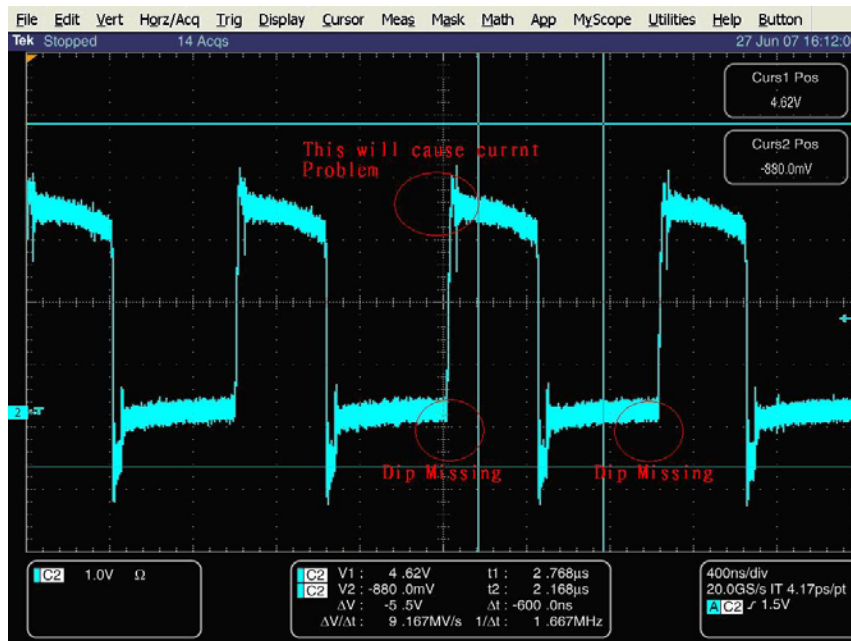 File Edit Vert Horz/Acq Trig Display Cursor Meas Mask Math App MyScope Utilities Help Button
Tek Stopped 14 Acqs 27 Jun 07 16:12:0
Curs1 Pos
4.62V
Curs2 Pos
-880.0mV
This will cause currnt
Problem
2
Dip Missing Dip Missing
C2 1.0V Ω
C2 V1 : 4 .62V t1 : 2 .768μs
C2 V2 : -880 .0mV t2 : 2 .168μs
ΔV : -5 .5V Δt : -600 .0ns
ΔV/Δt : 9 .167MV/s 1/Δt : 1 .667MHz
400ns/div
20.0GS/s IT 4.17ps/pt
A C2 1.5V